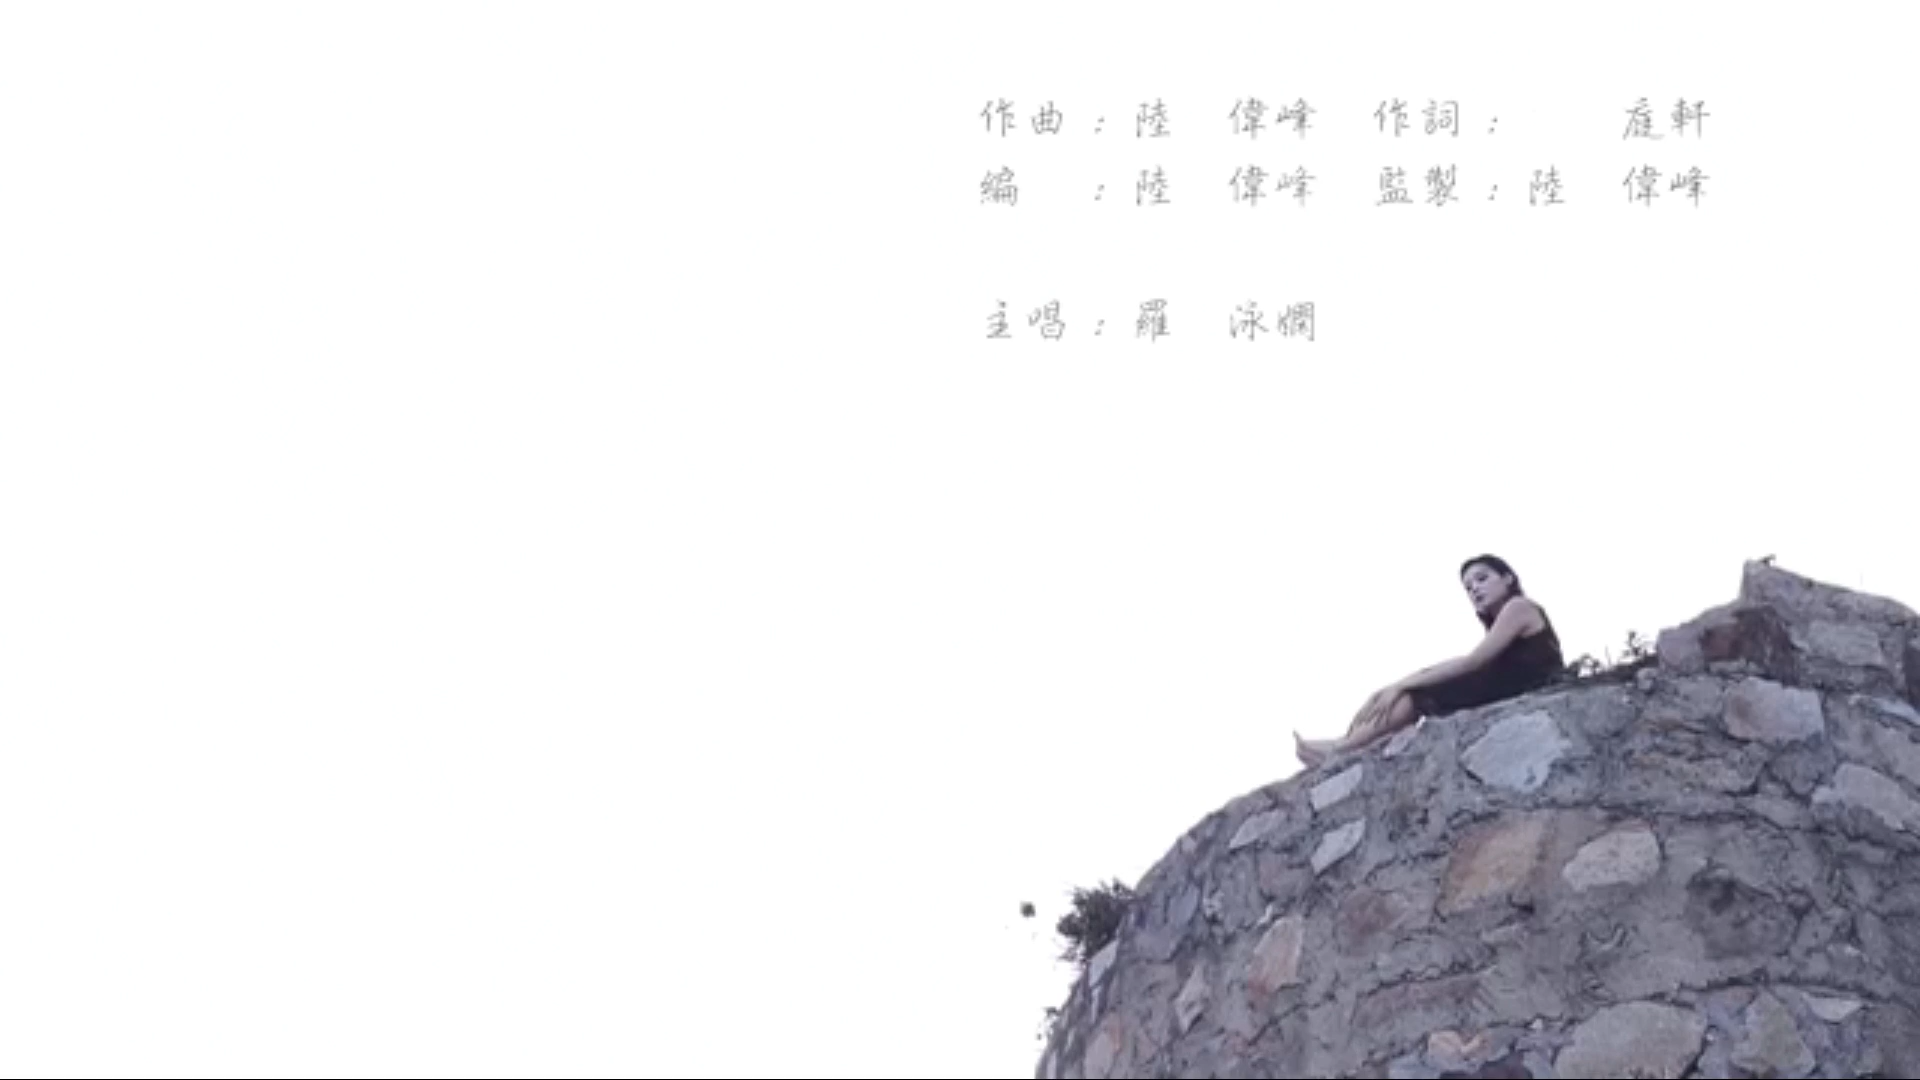 作曲：陸　偉峰　作詞：　　庭軒
編　：陸　偉峰　監製：陸　偉峰
主唱：羅　泳嫻